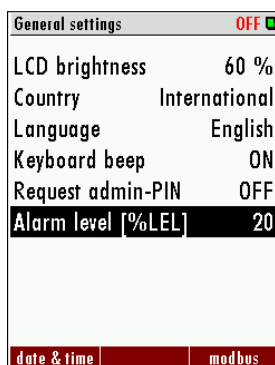 General settings OFF
LCD brightness 60 %
Country International
Language English
Keyboard beep ON
Request admin-PIN OFF
Alarm level [%LEL] 20
date & time modbus